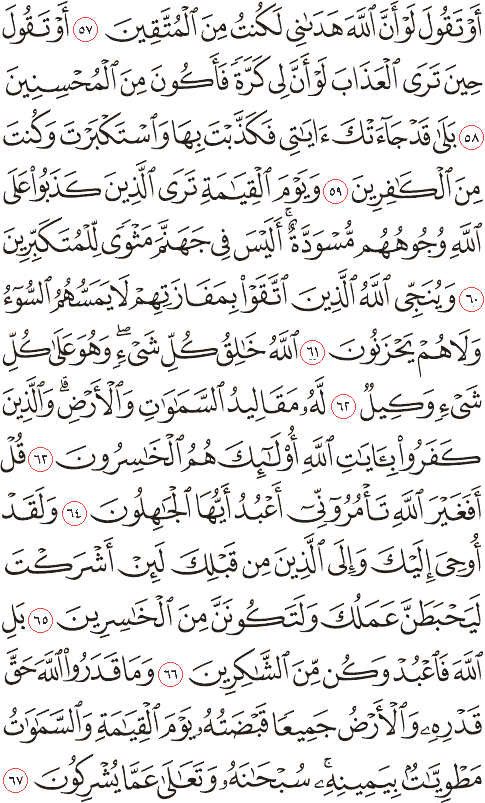 أَوْ تَقُولَ لَوْ أَنَّ ٱللَّهَ هَدَىٰنِي لَكُنتُ مِنَ ٱلْمُتَّقِينَ ٥٧ أَوْ تَقُولَ
حِينَ تَرَى ٱلْعَذَابَ لَوْ أَنَّ لِي كَرَّةً فَأَكُونَ مِنَ ٱلْمُحْسِنِينَ
٥٨ بَلَىٰ قَدْ جَآءَتْكَ ءَايَٰتِي فَكَذَّبْتَ بِهَا وَٱسْتَكْبَرْتَ وَكُنتَ
مِنَ ٱلْكَٰفِرِينَ ٥٩ وَيَوْمَ ٱلْقِيَٰمَةِ تَرَى ٱلَّذِينَ كَذَبُوا۟ عَلَى
ٱللَّهِ وُجُوهُهُم مُّسْوَدَّةٌ ۚ أَلَيْسَ فِي جَهَنَّمَ مَثْوًى لِّلْمُتَكَبِّرِينَ
٦٠ وَيُنَجِّي ٱللَّهُ ٱلَّذِينَ ٱتَّقَوْا۟ بِمَفَازَتِهِمْ لَا يَمَسُّهُمُ ٱلسُّوٓءُ
وَلَا هُمْ يَحْزَنُونَ ٦١ ٱللَّهُ خَٰلِقُ كُلِّ شَيْءٍ ۖ وَهُوَ عَلَىٰ كُلِّ
شَيْءٍ وَكِيلٌ ٦٢ لَّهُۥ مَقَالِيدُ ٱلسَّمَٰوَٰتِ وَٱلْأَرْضِ ۗ وَٱلَّذِينَ
كَفَرُوا۟ بِـَٔايَٰتِ ٱللَّهِ أُو۟لَٰٓئِكَ هُمُ ٱلْخَٰسِرُونَ ٦٣ قُلْ
أَفَغَيْرَ ٱللَّهِ تَأْمُرُوٓنِّيٓ أَعْبُدُ أَيُّهَا ٱلْجَٰهِلُونَ ٦٤ وَلَقَدْ
أُوحِيَ إِلَيْكَ وَإِلَى ٱلَّذِينَ مِن قَبْلِكَ لَئِنْ أَشْرَكْتَ
لَيَحْبَطَنَّ عَمَلُكَ وَلَتَكُونَنَّ مِنَ ٱلْخَٰسِرِينَ ٦٥ بَلِ
ٱللَّهَ فَٱعْبُدْ وَكُن مِّنَ ٱلشَّٰكِرِينَ ٦٦ وَمَا قَدَرُوا۟ ٱللَّهَ حَقَّ
قَدْرِهِۦ وَٱلْأَرْضُ جَمِيعًا قَبْضَتُهُۥ يَوْمَ ٱلْقِيَٰمَةِ وَٱلسَّمَٰوَٰتُ
مَطْوِيَّٰتٌۢ بِيَمِينِهِۦ ۚ سُبْحَٰنَهُۥ وَتَعَٰلَىٰ عَمَّا يُشْرِكُونَ ٦٧